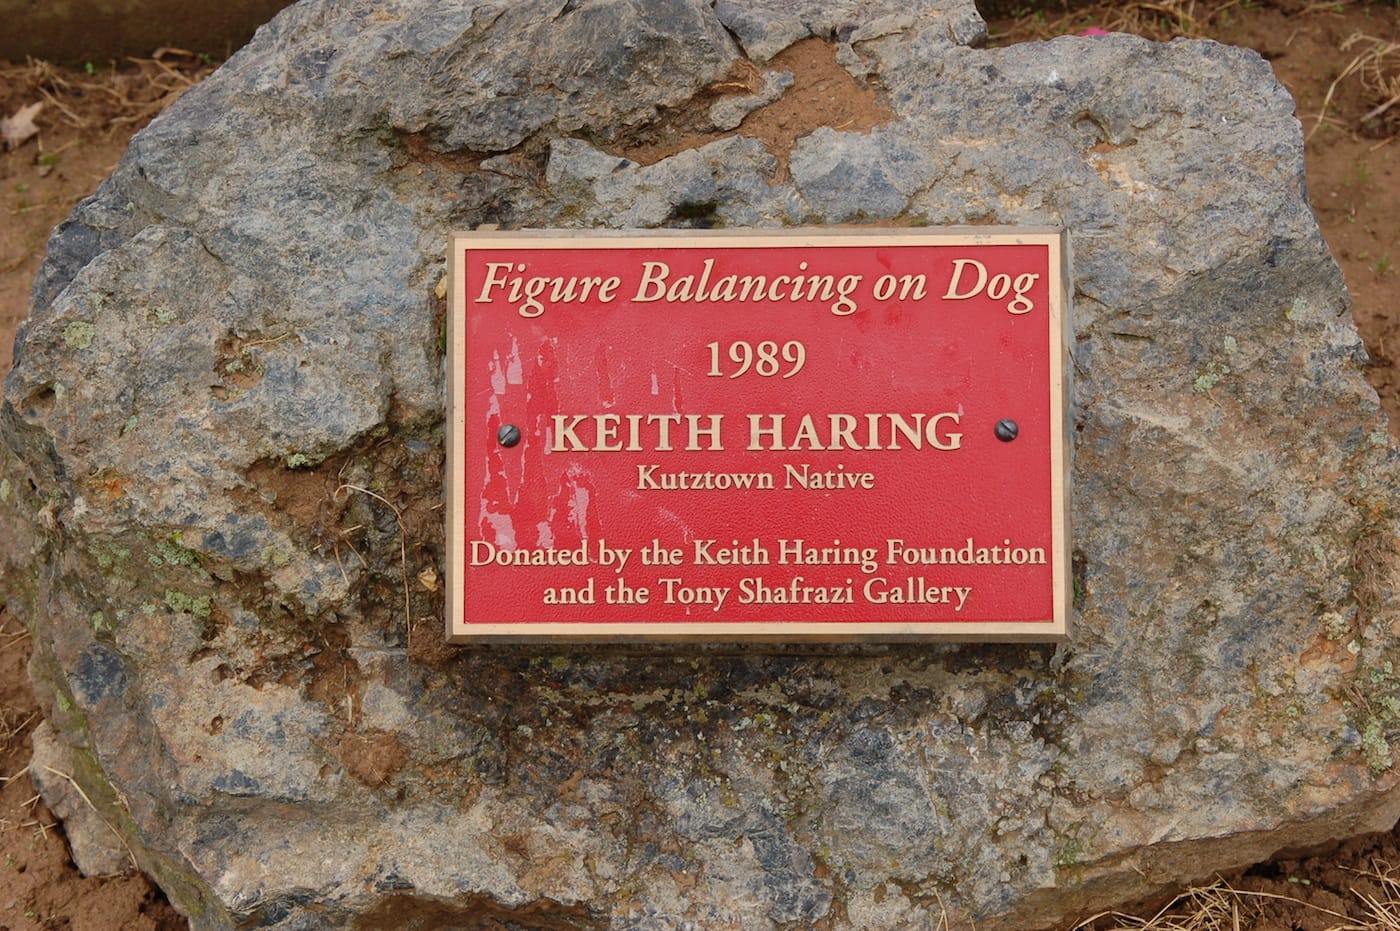 Figure Balancing on Dog
1989
KEITH HARING
Kutztown Native
Donated by the Keith Haring Foundation
and the Tony Shafrazi Gallery